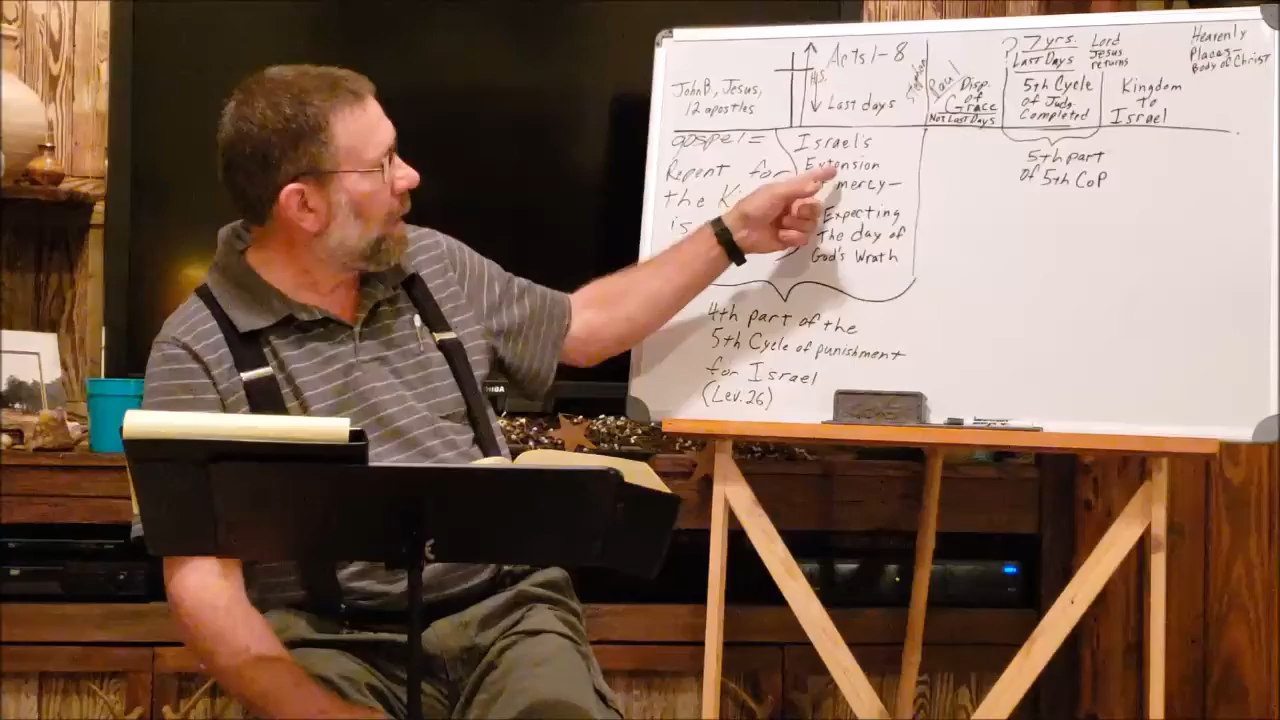 John B., Jesus,
12 apostles
H.S.
Acts 1-8
Last days
Stephen
Paul
Disp.
of
Grace
Not Last Days
? 7 yrs.
Last Days
5th Cycle
of Judg.
Completed
Lord
Jesus
returns
Kingdom
to
Israel
Heavenly
Places-
Body of Christ
gospel =
Repent for
the
is
Israel's
Extension
mercy-
Expecting
The day of
God's Wrath
4th part of the
5th Cycle of punishment
for Israel
(Lev. 26)
5th part
of 5th CoP